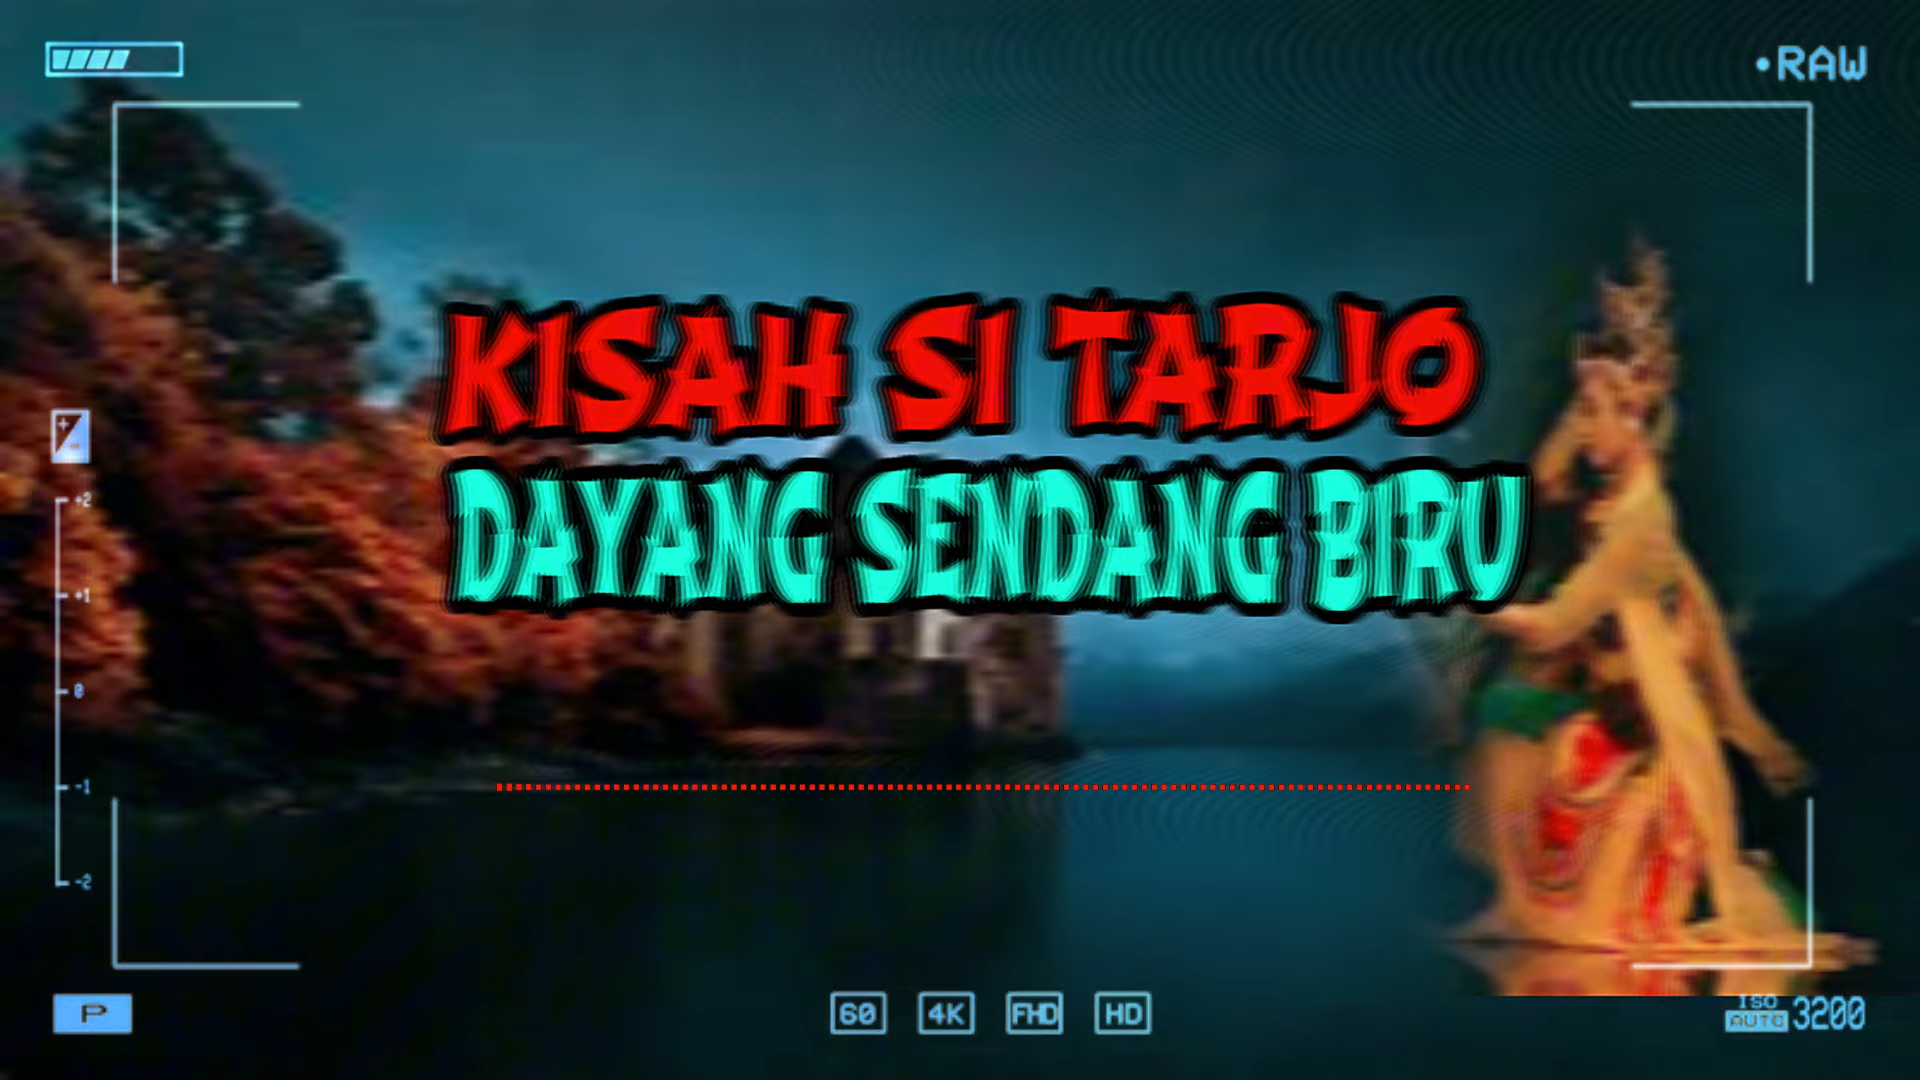 •RAW
KISAH SI TARJO
DAYANG SENDANG BIRU
+2
+1
0
-1
-2
P
60 4K FHD HD
ISO
AUTO 3200